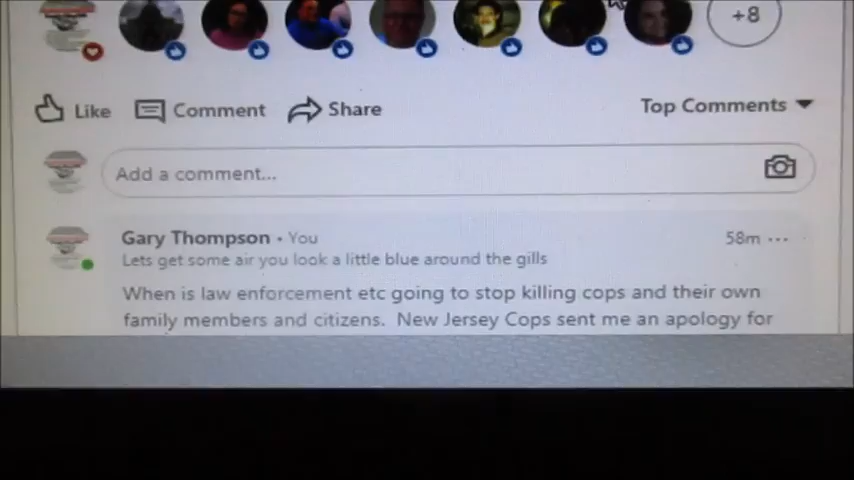 +8
Like Comment Share Top Comments
Add a comment...
Gary Thompson • You 58m ...
Lets get some air you look a little blue around the gills
When is law enforcement etc going to stop killing cops and their own
family members and citizens. New Jersey Cops sent me an apology for